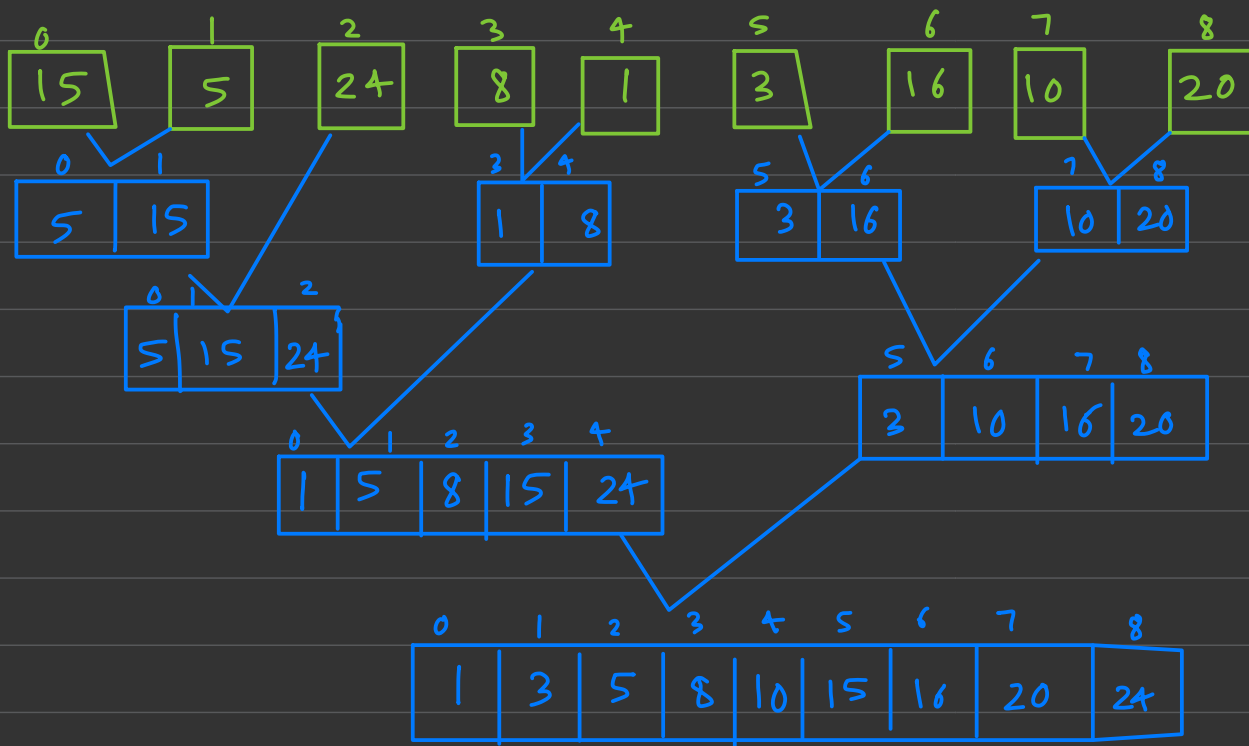 0 1 2 3 4 5 6 7 8
15 5 24 8 1 3 16 10 20
0 1 3 4 5 6 7 8
5 15 1 8 3 16 10 20
0 1 2
5 15 24
5 6 7 8
3 10 16 20
0 1 2 3 4
1 5 8 15 24
0 1 2 3 4 5 6 7 8
1 3 5 8 10 15 16 20 24